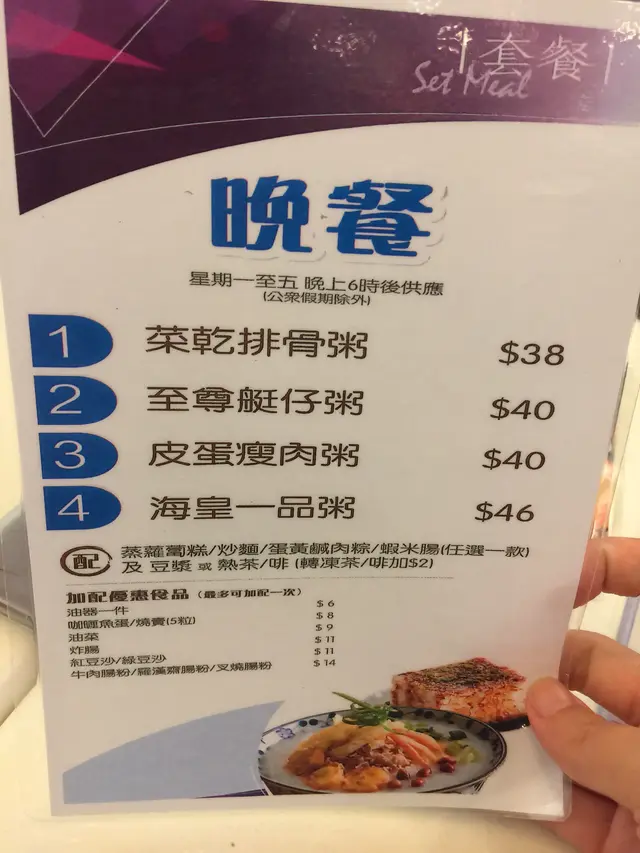 套餐
Set Meal
晚餐
星期一至五 晚上6時後供應
(公衆假期除外)
1 菜乾排骨粥 $38
2 至尊艇仔粥 $40
3 皮蛋瘦肉粥 $40
4 海皇一品粥 $46
配 蒸蘿蔔糕/炒麵/蛋黃鹹肉粽/蝦米腸(任選一款)
及 豆漿 或 熱茶/啡 (轉凍茶/啡加$2)
加配優惠食品 (最多可加配一次)
油器一件 $6
咖喱魚蛋/燒賣(5粒) $8
油菜 $9
炸腸 $11
紅豆沙/綠豆沙 $11
牛肉腸粉/羅漢齋腸粉/叉燒腸粉 $14